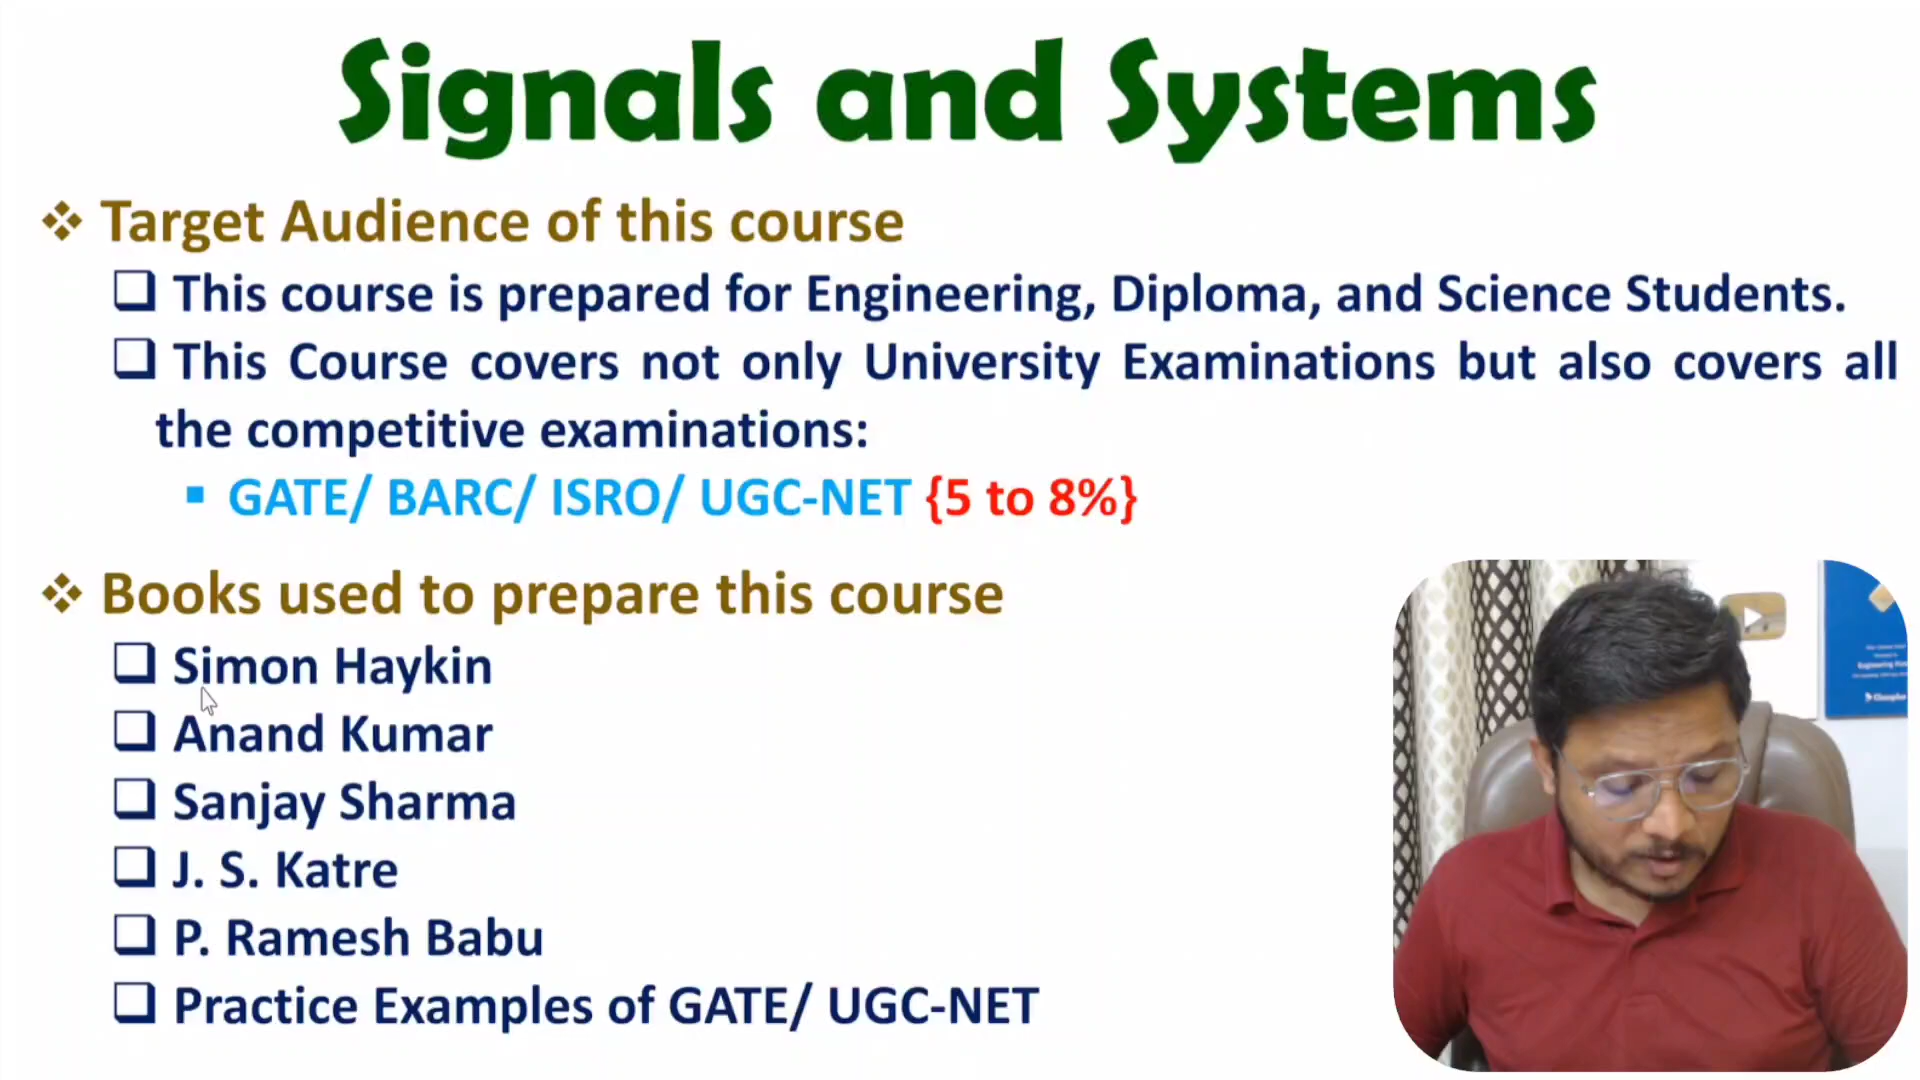 Signals and Systems
Target Audience of this course
This course is prepared for Engineering, Diploma, and Science Students.
This Course covers not only University Examinations but also covers all
the competitive examinations:
GATE/ BARC/ ISRO/ UGC-NET {5 to 8%}
Books used to prepare this course
Simon Haykin
Anand Kumar
Sanjay Sharma
J. S. Katre
P. Ramesh Babu
Practice Examples of GATE/ UGC-NET